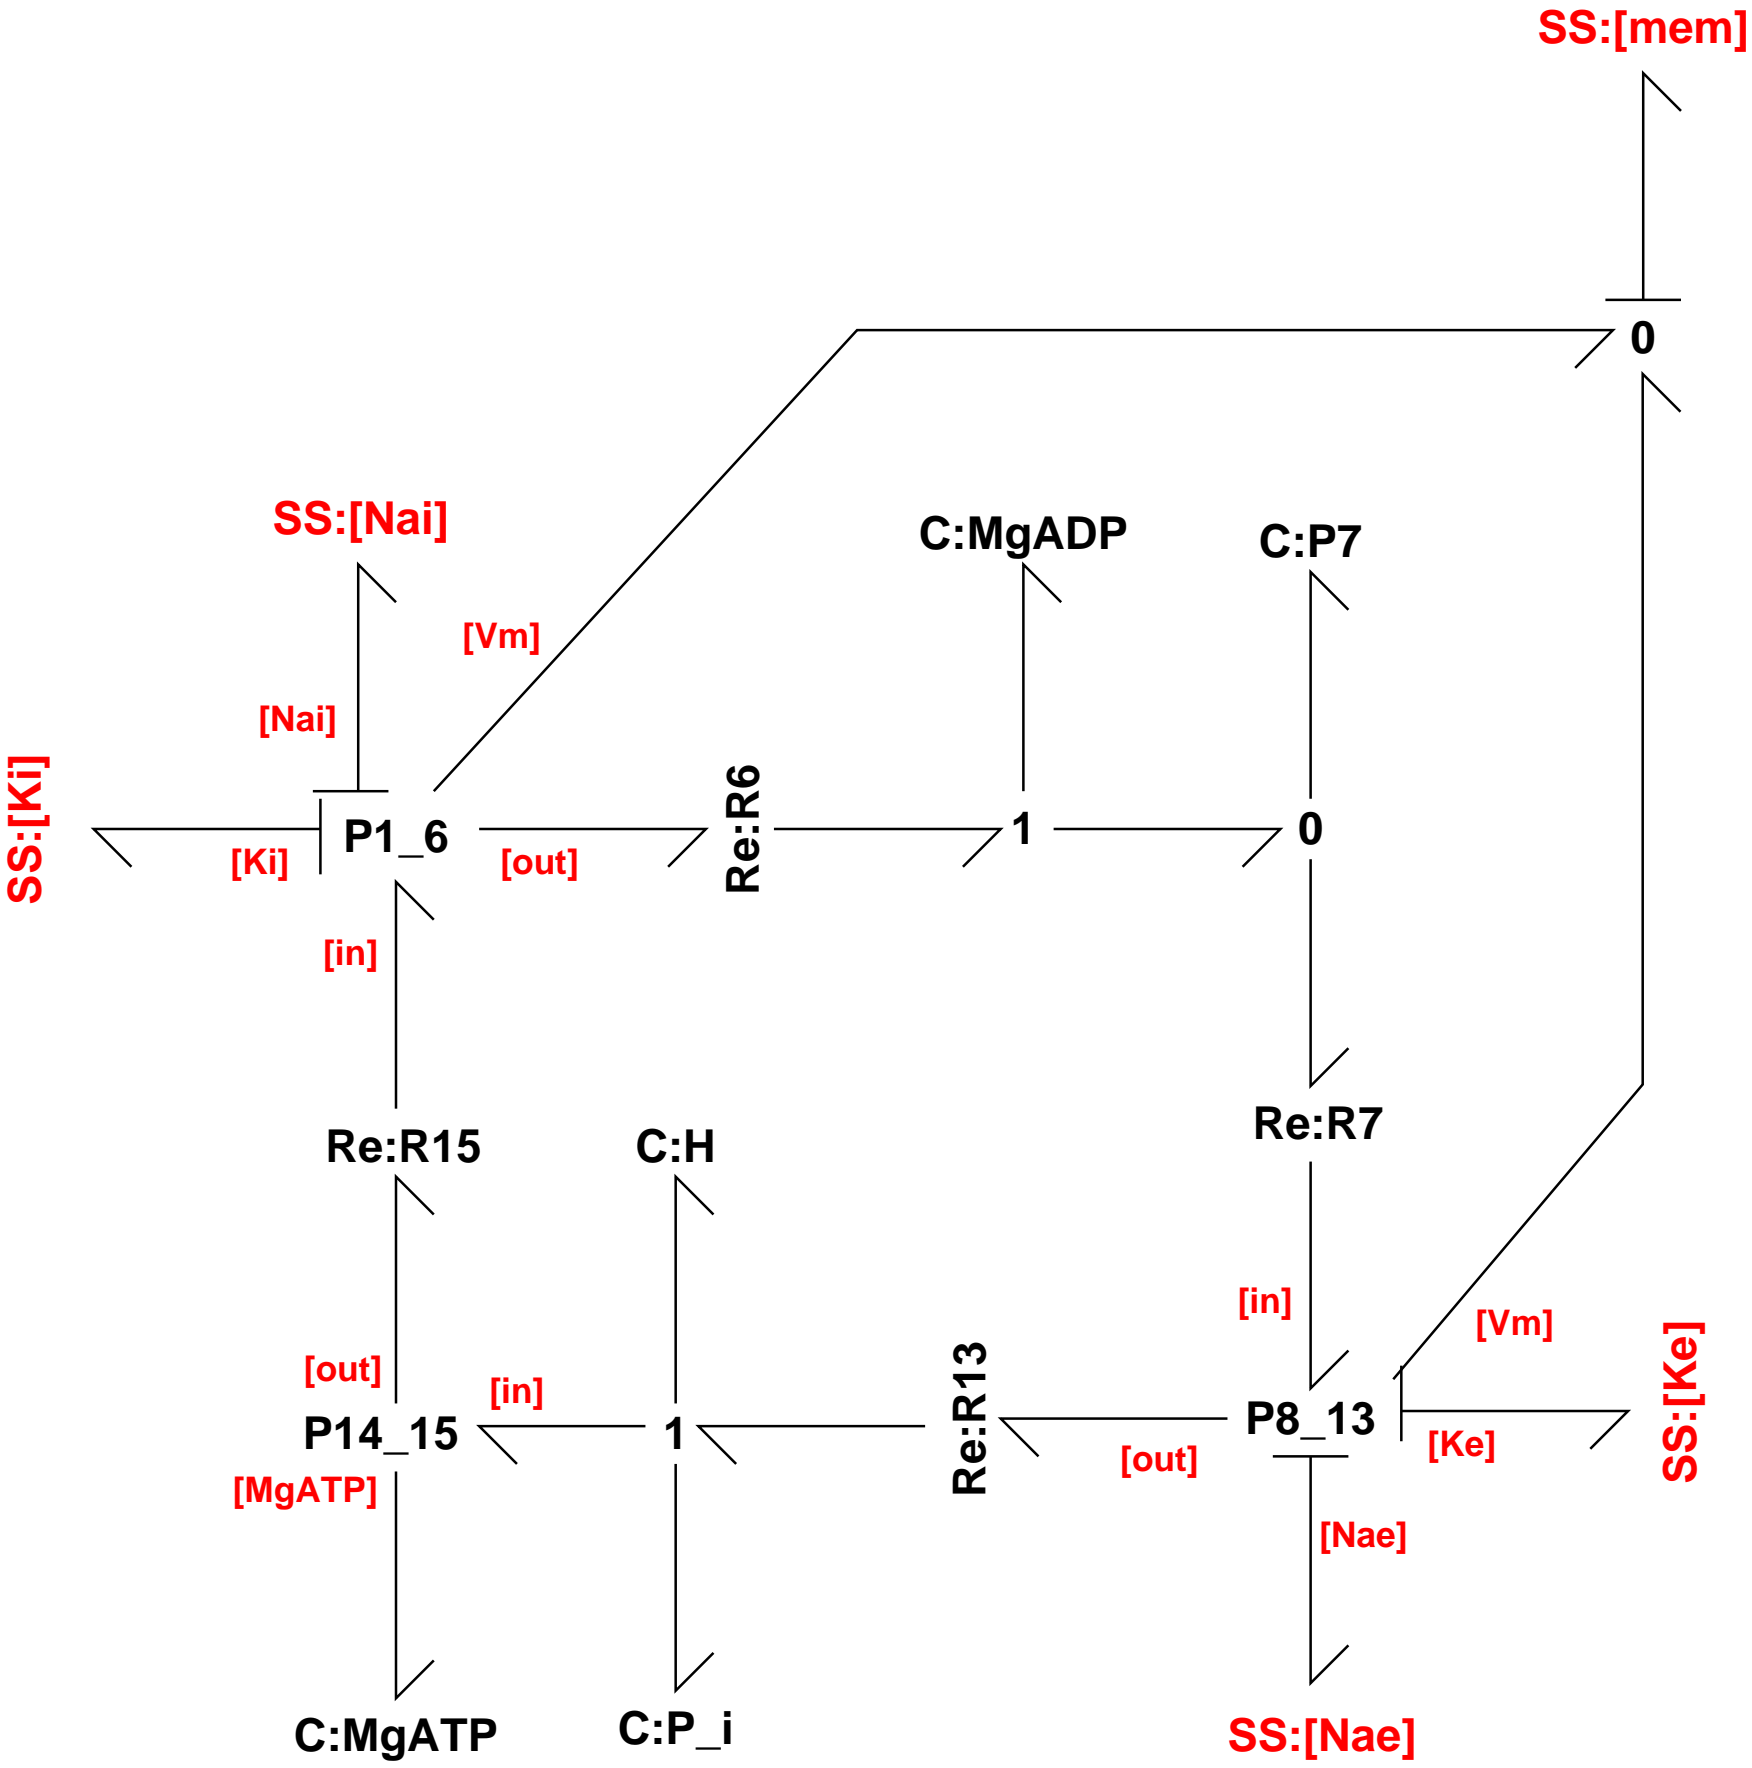 SS:[mem]
0
SS:[Nai]
C:MgADP
C:P7
[Vm]
[Nai]
SS:[Ki]
P1_6
[Ki]
[out]
Re:R6
1
0
[in]
Re:R15
C:H
Re:R7
[in]
[Vm]
SS:[Ke]
[out]
[in]
P14_15
1
Re:R13
P8_13
[out]
[Ke]
[MgATP]
[Nae]
C:MgATP
C:P_i
SS:[Nae]